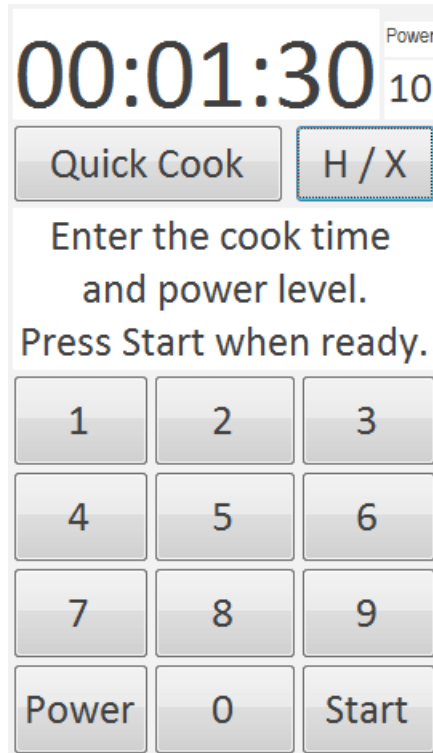 00:01:30
Power
10
Quick Cook
H / X
Enter the cook time
and power level.
Press Start when ready.
1 2 3
4 5 6
7 8 9
Power 0 Start